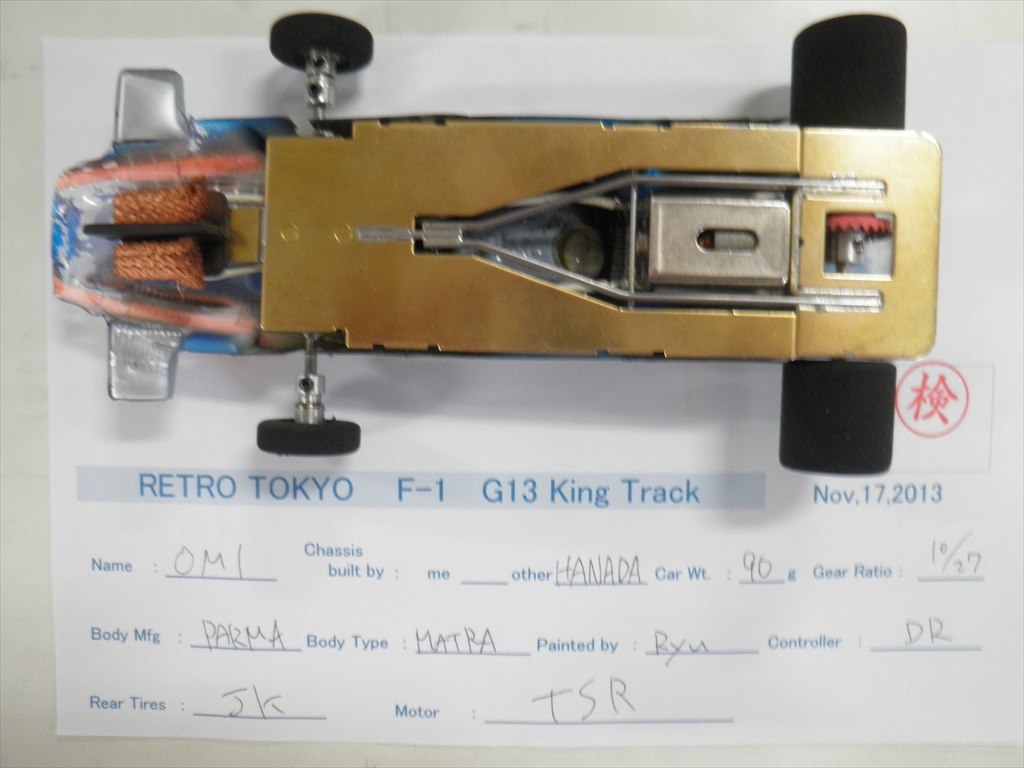 検
RETRO TOKYO F-1 G13 King Track Nov,17,2013
Name : OMI Chassis built by : me other HANADA Car Wt. : 90 g Gear Ratio : 10/27
Body Mfg : PARMA Body Type : MATRA Painted by : Ryu Controller : DR
Rear Tires : JK Motor : TSR